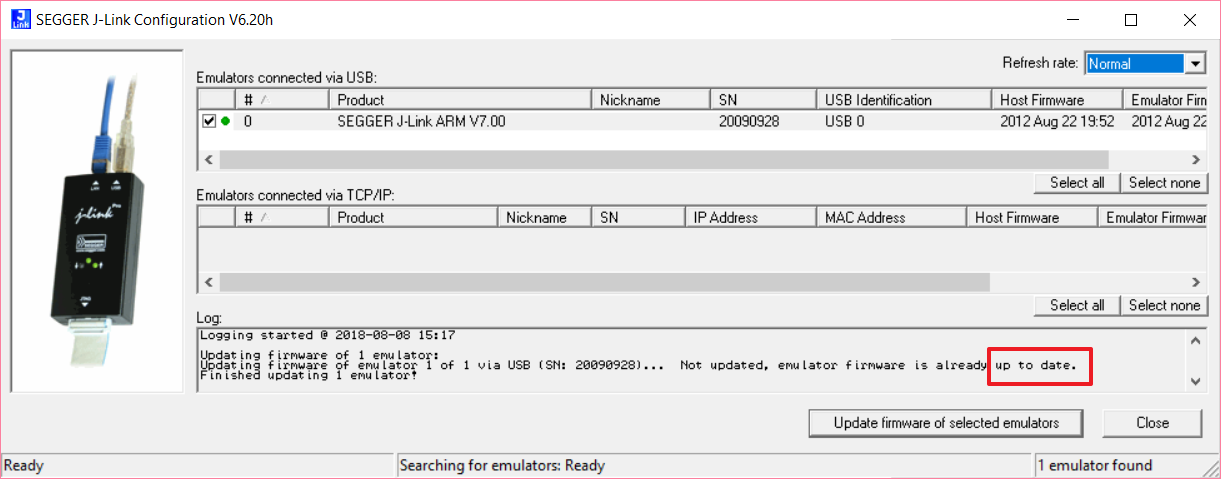 SEGGER J-Link Configuration V6.20h
Refresh rate: Normal
Emulators connected via USB:
# Product Nickname SN USB Identification Host Firmware Emulator Firm
0 SEGGER J-Link ARM V7.00 20090928 USB 0 2012 Aug 22 19:52 2012 Aug 22
Select all Select none
Emulators connected via TCP/IP:
# Product Nickname SN IP Address MAC Address Host Firmware Emulator Firmwar
Select all Select none
J-Link
Log:
Logging started @ 2018-08-08 15:17
Updating firmware of 1 emulator:
Updating firmware of emulator 1 of 1 via USB (SN: 20090928)... Not updated, emulator firmware is already up to date.
Finished updating 1 emulator!
Update firmware of selected emulators Close
Ready Searching for emulators: Ready 1 emulator found